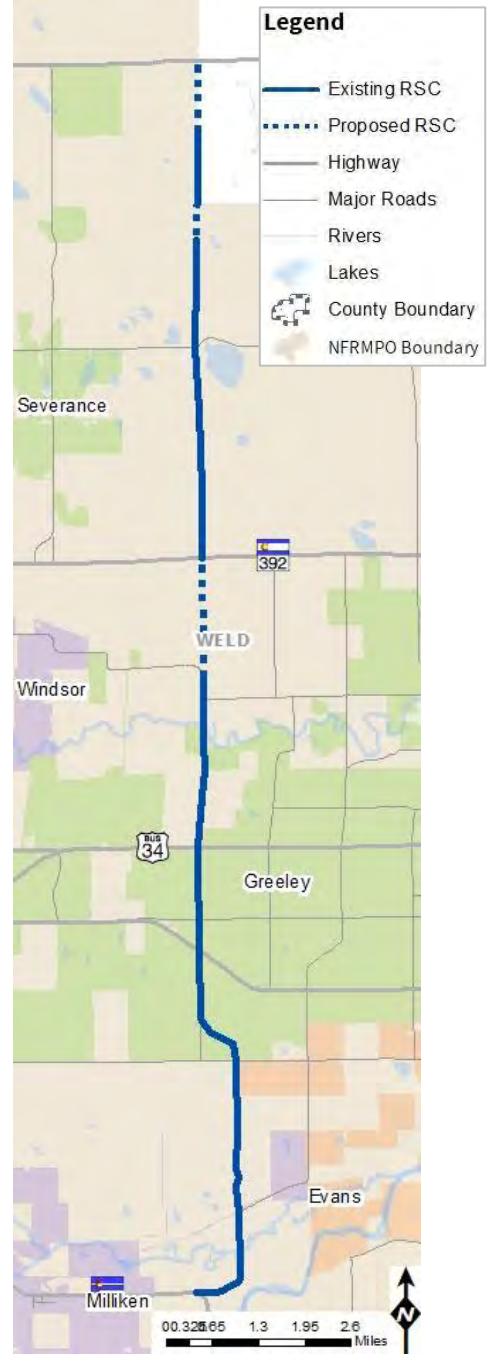 Legend
Existing RSC
Proposed RSC
Highway
Major Roads
Rivers
Lakes
County Boundary
NFRMPO Boundary
Severance
392
WELD
Windsor
BUS
34
Greeley
Evans
Milliken
N
1.3 1.95 2.6
Miles